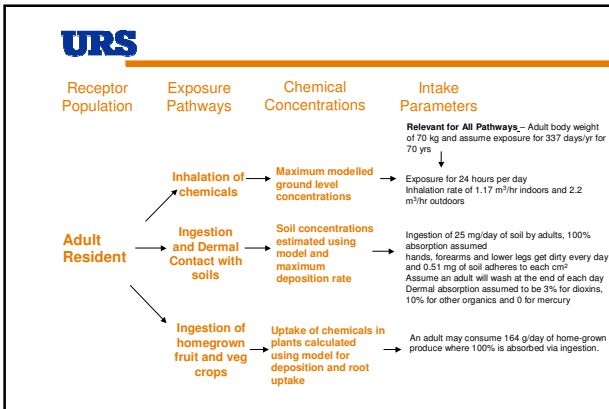 URS
Receptor Population
Exposure Pathways
Chemical Concentrations
Intake Parameters
Relevant for All Pathways – Adult body weight
of 70 kg and assume exposure for 337 days/yr for
70 yrs
Inhalation of
chemicals
Maximum modelled
ground level
concentrations
Exposure for 24 hours per day
Inhalation rate of 1.17 m³/hr indoors and 2.2
m³/hr outdoors
Adult
Resident
Ingestion
and Dermal
Contact with
soils
Soil concentrations
estimated using
model and
maximum
deposition rate
Ingestion of 25 mg/day of soil by adults, 100%
absorption assumed
hands, forearms and lower legs get dirty every day
and 0.51 mg of soil adheres to each cm²
Assume an adult will wash at the end of each day
Dermal absorption assumed to be 3% for dioxins,
10% for other organics and 0 for mercury
Ingestion of
homegrown
fruit and veg
crops
Uptake of chemicals in
plants calculated
using model for
deposition and root
uptake
An adult may consume 164 g/day of home-grown
produce where 100% is absorbed via ingestion.